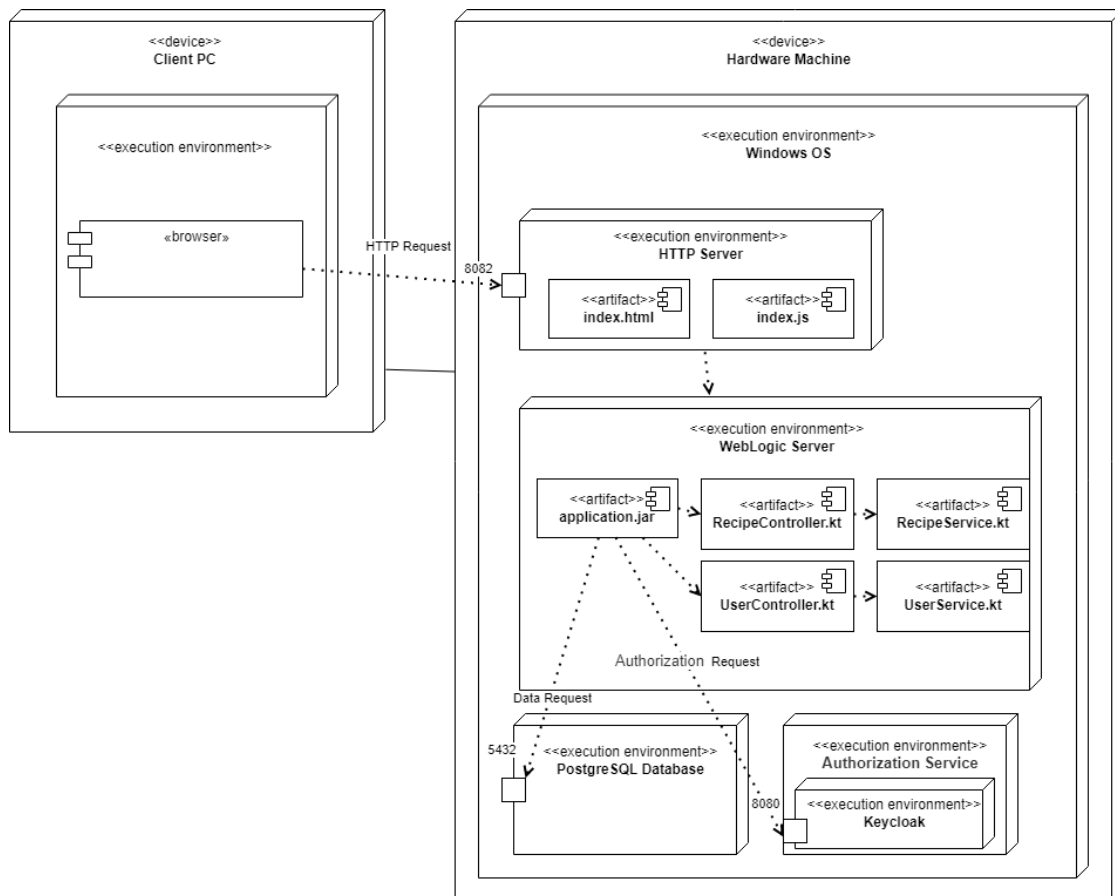 <<device>>
Client PC
<<execution environment>>
«browser»
HTTP Request
8082
<<device>>
Hardware Machine
<<execution environment>>
Windows OS
<<execution environment>>
HTTP Server
<<artifact>>
index.html
<<artifact>>
index.js
<<execution environment>>
WebLogic Server
<<artifact>>
application.jar
<<artifact>>
RecipeController.kt
<<artifact>>
RecipeService.kt
<<artifact>>
UserController.kt
<<artifact>>
UserService.kt
Authorization Request
Data Request
5432
<<execution environment>>
PostgreSQL Database
<<execution environment>>
Authorization Service
8080
<<execution environment>>
Keycloak